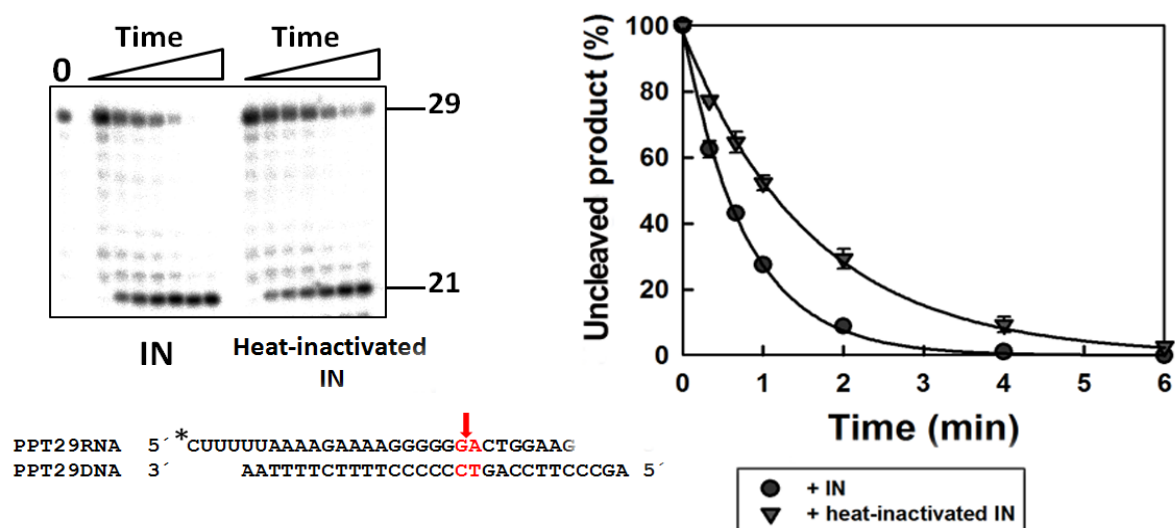 Time Time
0
29
21
IN Heat-inactivated
IN
PPT29RNA 5´ *CUUUUUAAAAGAAAAGGGGGGACTGGAAG
PPT29DNA 3´ AATTTTCTTTTCCCCCCTGACCTTCCCGA 5´
Uncleaved product (%)
100
80
60
40
20
0
0 1 2 3 4 5 6
Time (min)
+ IN
+ heat-inactivated IN